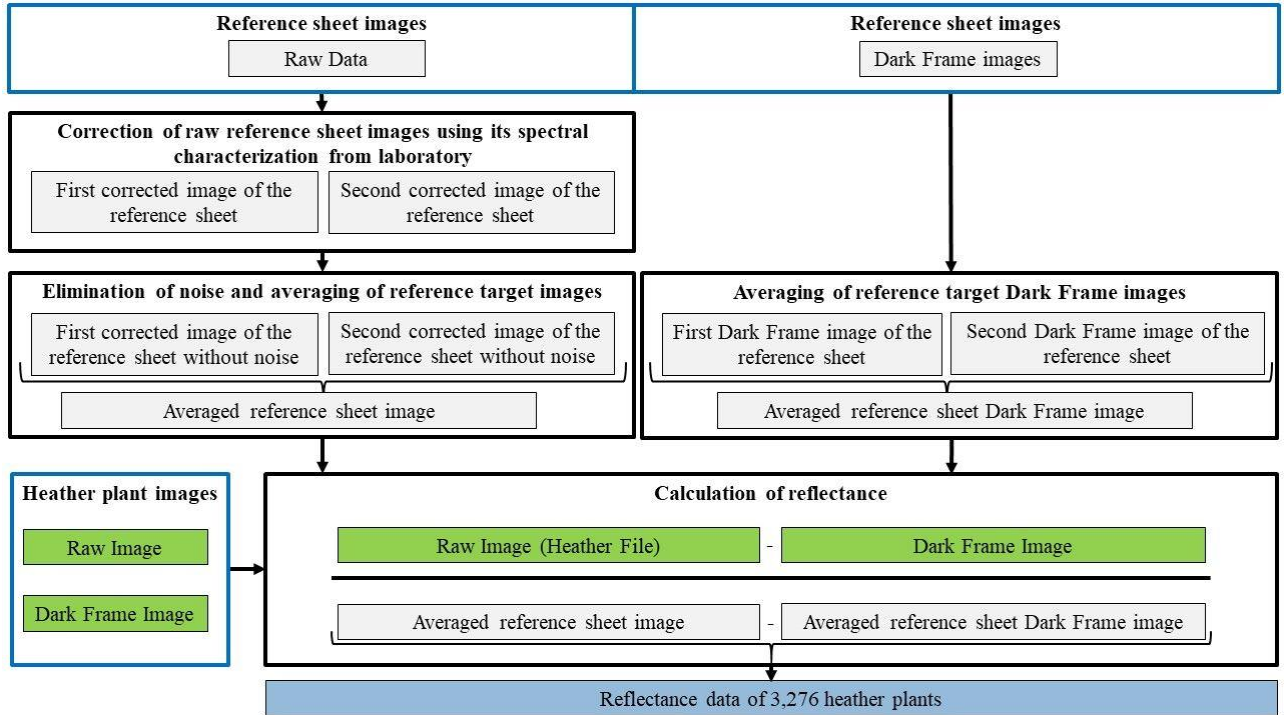 Reference sheet images
Raw Data
Reference sheet images
Dark Frame images
Correction of raw reference sheet images using its spectral
characterization from laboratory
First corrected image of the
reference sheet
Second corrected image of the
reference sheet
Elimination of noise and averaging of reference target images
First corrected image of the
reference sheet without noise
Second corrected image of the
reference sheet without noise
Averaged reference sheet image
Averaging of reference target Dark Frame images
First Dark Frame image of the
reference sheet
Second Dark Frame image of the
reference sheet
Averaged reference sheet Dark Frame image
Heather plant images
Raw Image
Dark Frame Image
Calculation of reflectance
Raw Image (Heather File) - Dark Frame Image
Averaged reference sheet image - Averaged reference sheet Dark Frame image
Reflectance data of 3,276 heather plants